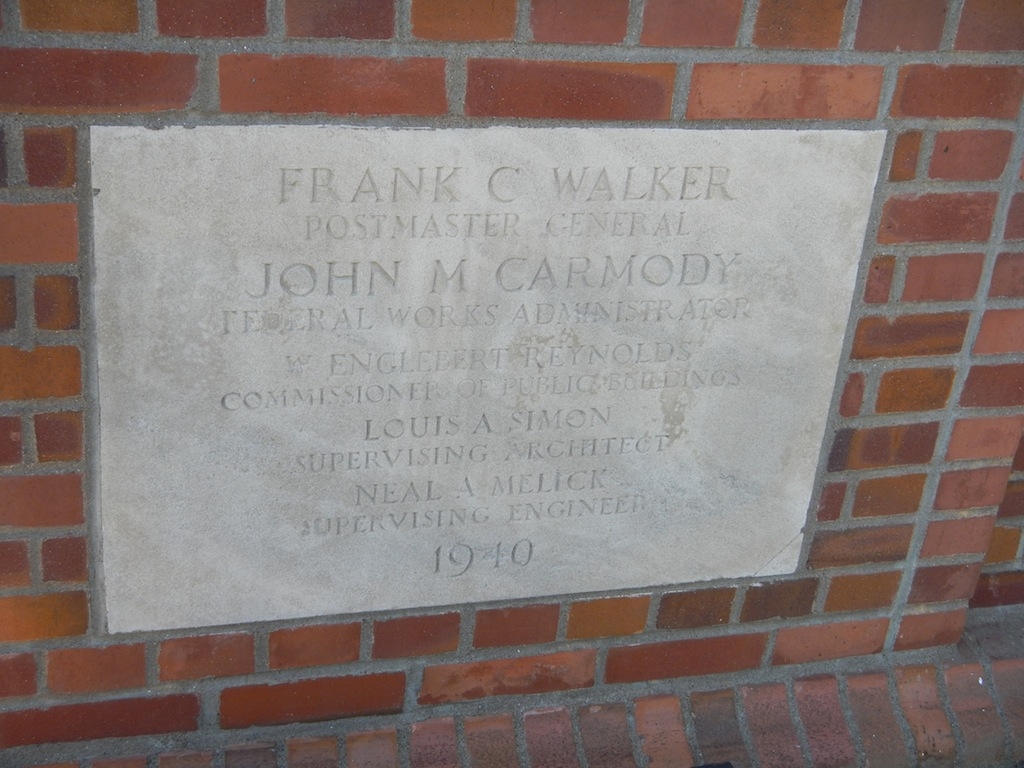 FRANK C WALKER
POSTMASTER GENERAL
JOHN M CARMODY
FEDERAL WORKS ADMINISTRATOR
W ENGLEBERT REYNOLDS
COMMISSIONER OF PUBLIC BUILDINGS
LOUIS A SIMON
SUPERVISING ARCHITECT
NEAL A MELICK
SUPERVISING ENGINEER
1940